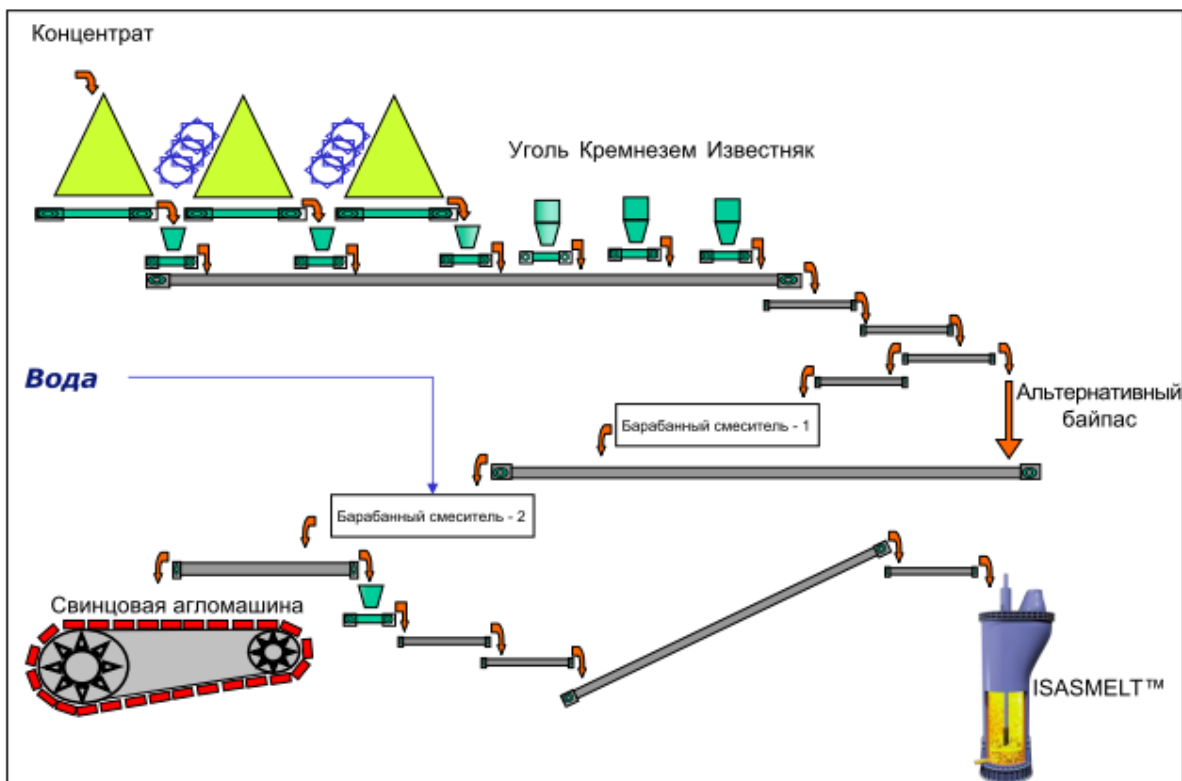 Концентрат
Уголь Кремнезем Известняк
Вода
Альтернативный
байпас
Барабанный смеситель - 1
Барабанный смеситель - 2
Свинцовая агломашина
ISASMELT™